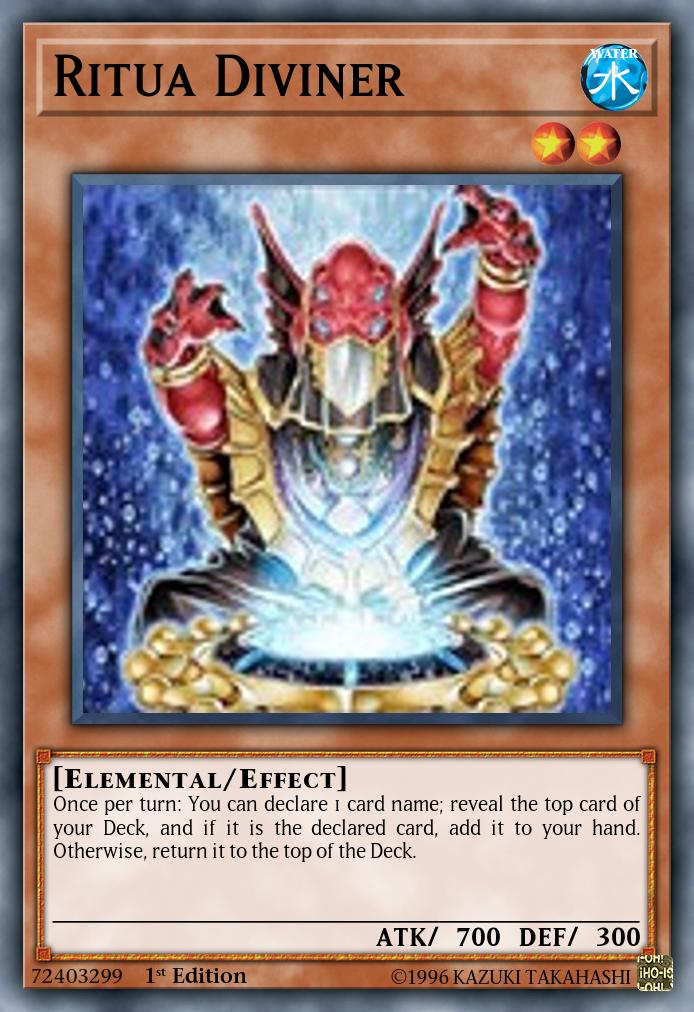 Ritua Diviner
WATER
水
[Elemental/Effect]
Once per turn: You can declare 1 card name; reveal the top card of
your Deck, and if it is the declared card, add it to your hand.
Otherwise, return it to the top of the Deck.
ATK/ 700 DEF/ 300
72403299 1st Edition ©1996 KAZUKI TAKAHASHI